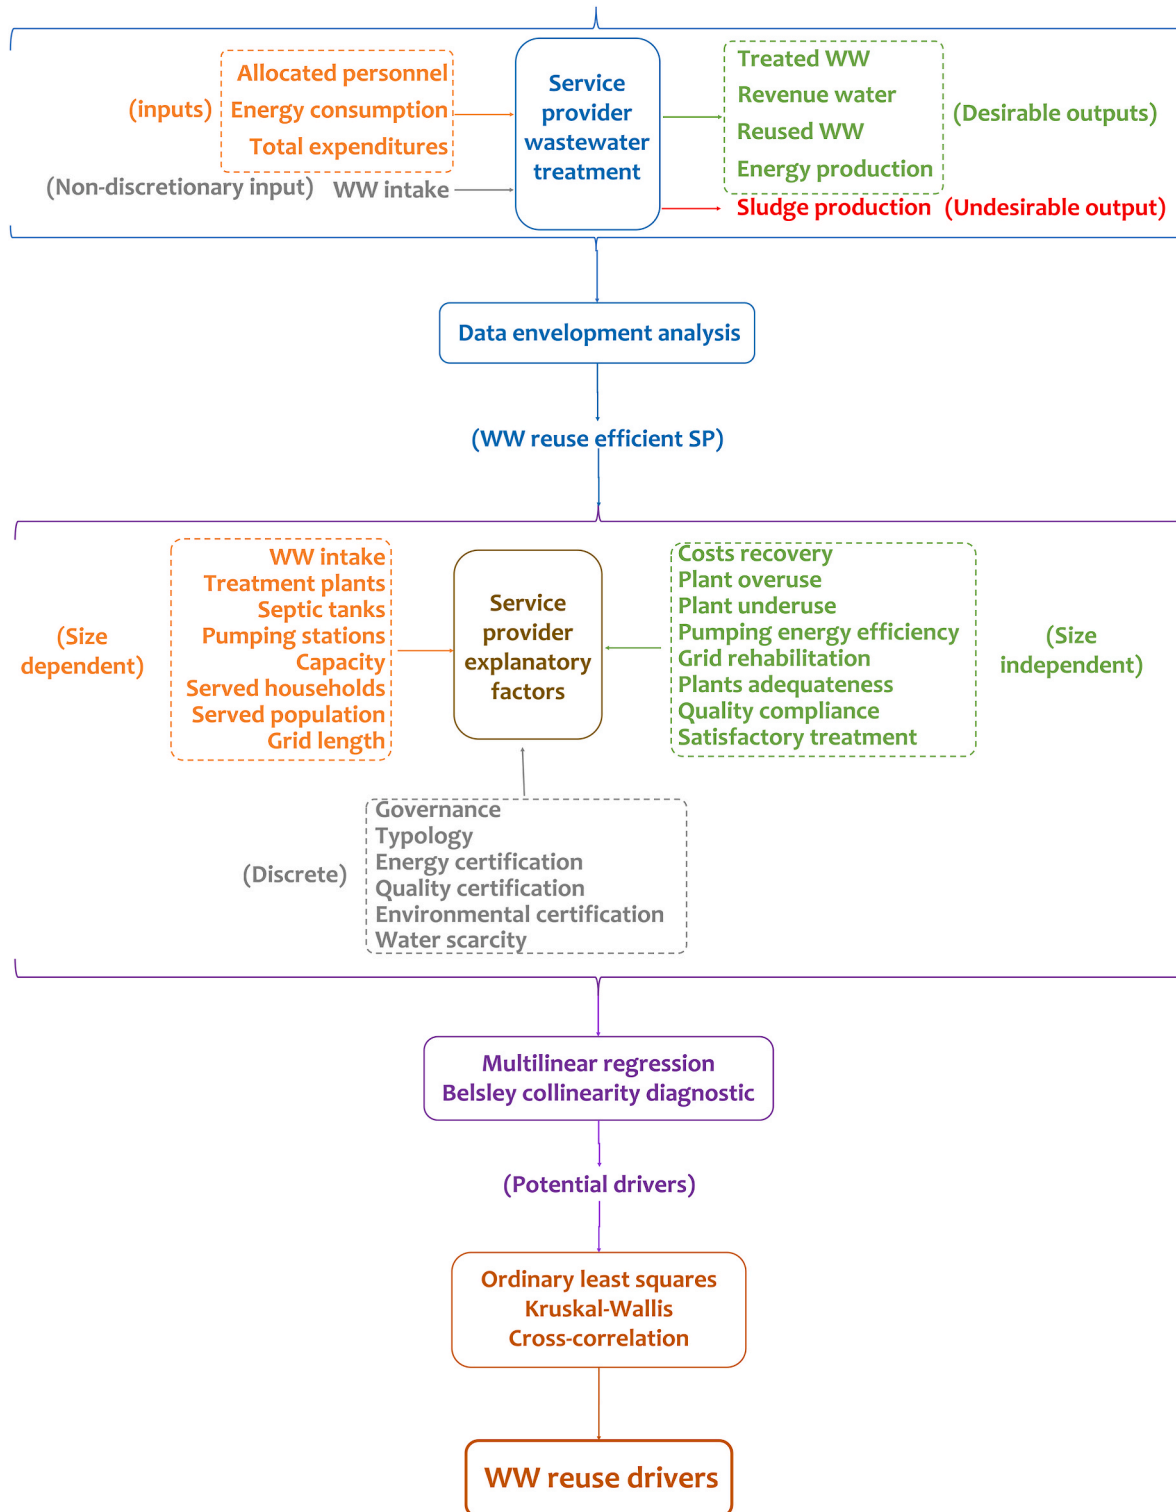 Allocated personnel
(inputs) Energy consumption
Total expenditures
(Non-discretionary input) WW intake
Service
provider
wastewater
treatment
Treated WW
Revenue water
Reused WW
Energy production
(Desirable outputs)
Sludge production (Undesirable output)
Data envelopment analysis
(WW reuse efficient SP)
(Size
dependent)
WW intake
Treatment plants
Septic tanks
Pumping stations
Capacity
Served households
Served population
Grid length
Service
provider
explanatory
factors
Costs recovery
Plant overuse
Plant underuse
Pumping energy efficiency
Grid rehabilitation
Plants adequateness
Quality compliance
Satisfactory treatment
(Size
independent)
(Discrete)
Governance
Typology
Energy certification
Quality certification
Environmental certification
Water scarcity
Multilinear regression
Belsley collinearity diagnostic
(Potential drivers)
Ordinary least squares
Kruskal-Wallis
Cross-correlation
WW reuse drivers